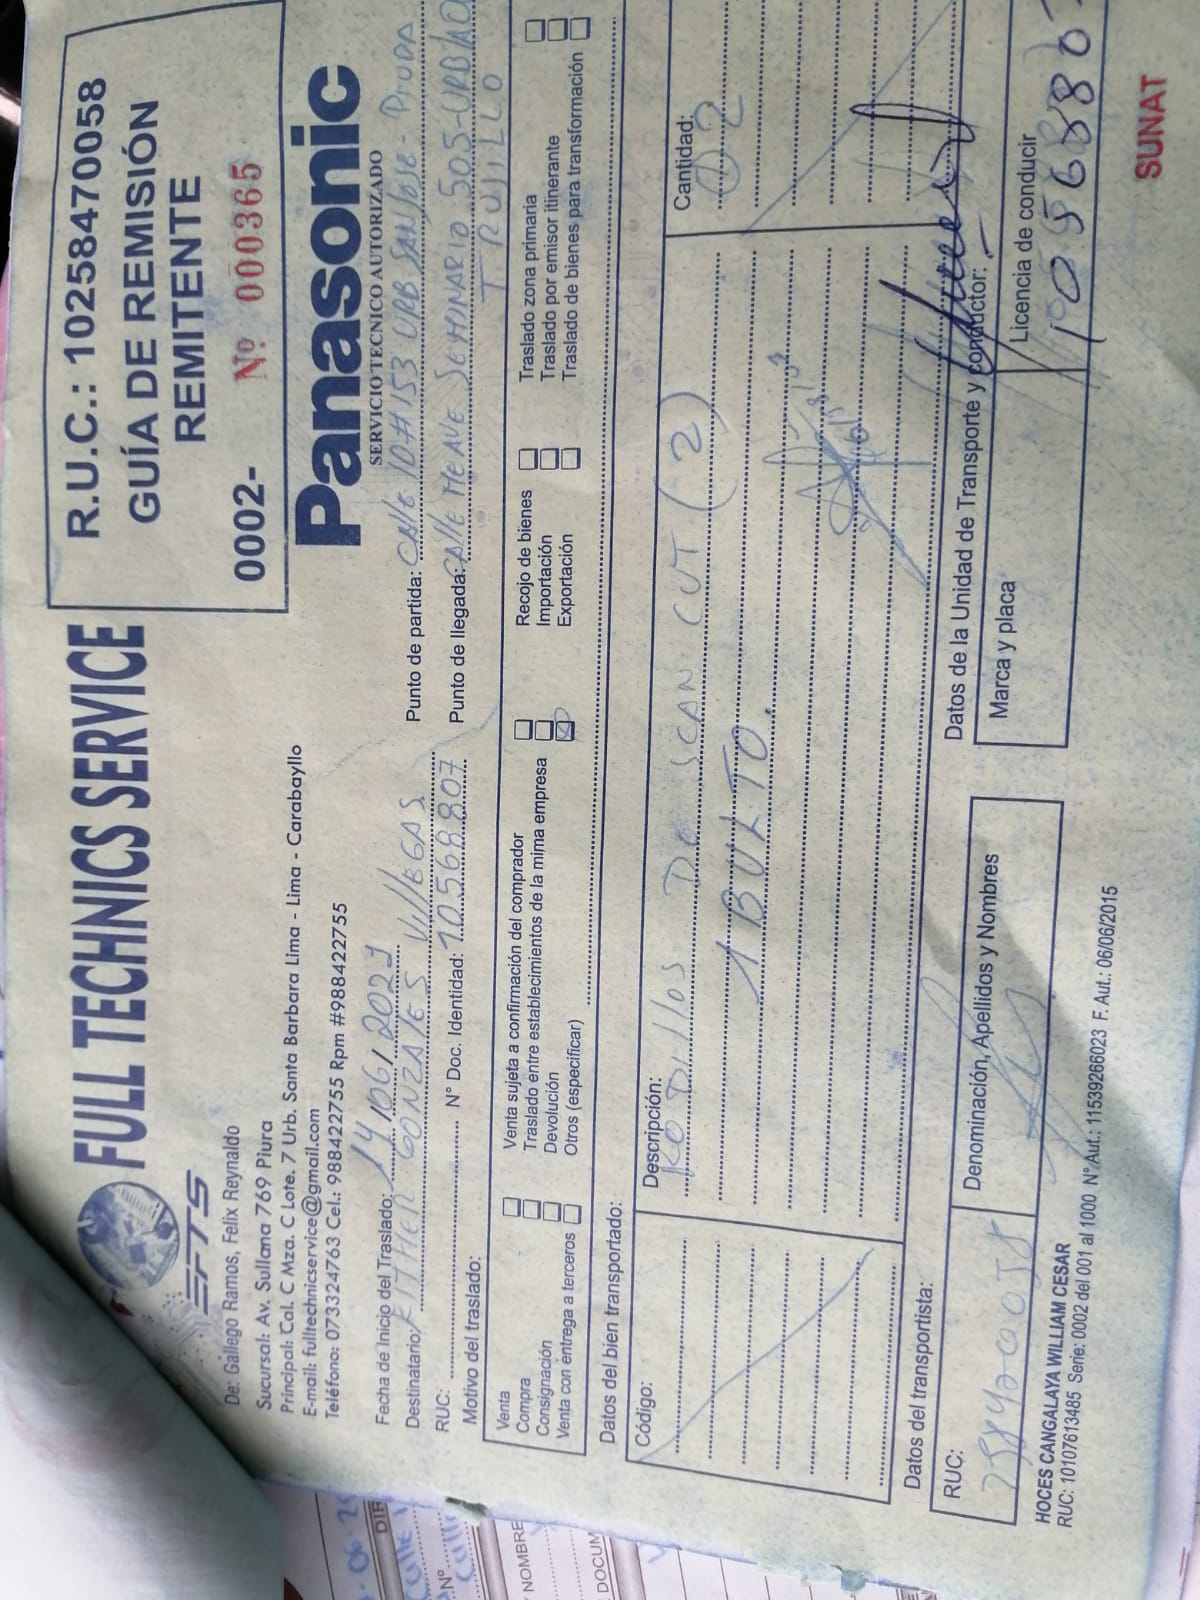 FULL TECHNICS SERVICE
EFTS
De: Gallego Ramos, Felix Reynaldo
Sucursal: Av. Sullana 769 Piura
Principal: Cal. C Mza. C Lote. 7 Urb. Santa Barbara Lima - Lima - Carabayllo
E-mail: fulltechnicservice@gmail.com
Teléfono: 073324763 Cel.: 988422755 Rpm #988422755
R.U.C.: 10258470058
GUÍA DE REMISIÓN
REMITENTE
0002- Nº 000365
Panasonic
SERVICIO TECNICO AUTORIZADO
Fecha de Inicio del Traslado: 14/06/2021
Punto de partida: Calle 10 # 153 URB SAN JOSE - PIURA
Destinatario: GONZALES VILLEGAS
Punto de llegada: SEMINARIO 505-URB
TRUJILLO
RUC: N° Doc. Identidad: 10568807
Motivo del traslado:
Venta
Compra
Consignación
Venta con entrega a terceros
Venta sujeta a confirmación del comprador
Traslado entre establecimientos de la mima empresa
Devolución
Otros (especificar)
Recojo de bienes
Importación
Exportación
Traslado zona primaria
Traslado por emisor itinerante
Traslado de bienes para transformación
Datos del bien transportado:
Código: Descripción: Cantidad:
RODILLOS DE SCAN CUT (2) 2
1 BULTO.
Datos del transportista:
Datos de la Unidad de Transporte y conductor:
RUC:
Denominación, Apellidos y Nombres
Marca y placa
Licencia de conducir
10568807
HOCES CANGALAYA WILLIAM CESAR
RUC: 10107613485 Serie: 0002 del 001 al 1000 N° Aut.: 11539266023 F. Aut.: 06/06/2015
SUNAT
DIR
N°
NOMBRE
DOCUM